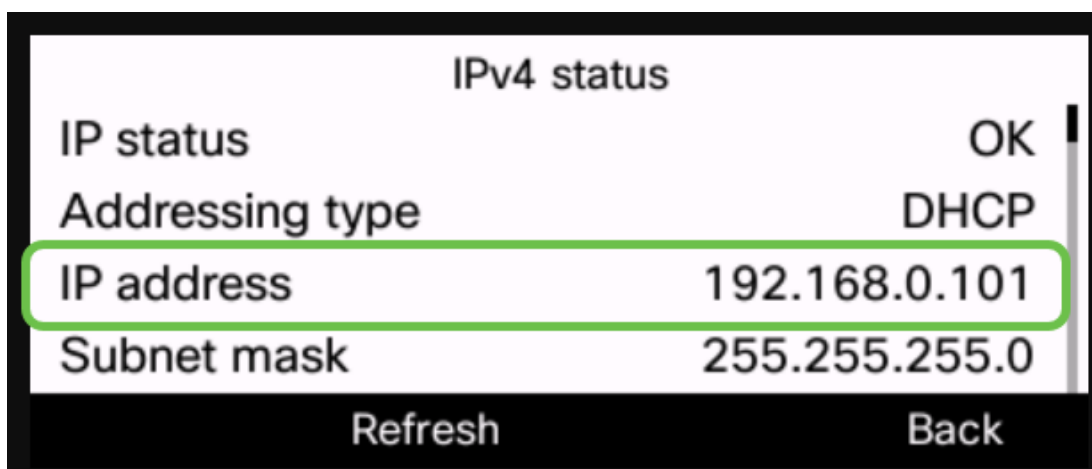 IPv4 status
IP status OK
Addressing type DHCP
IP address 192.168.0.101
Subnet mask 255.255.255.0
Refresh Back